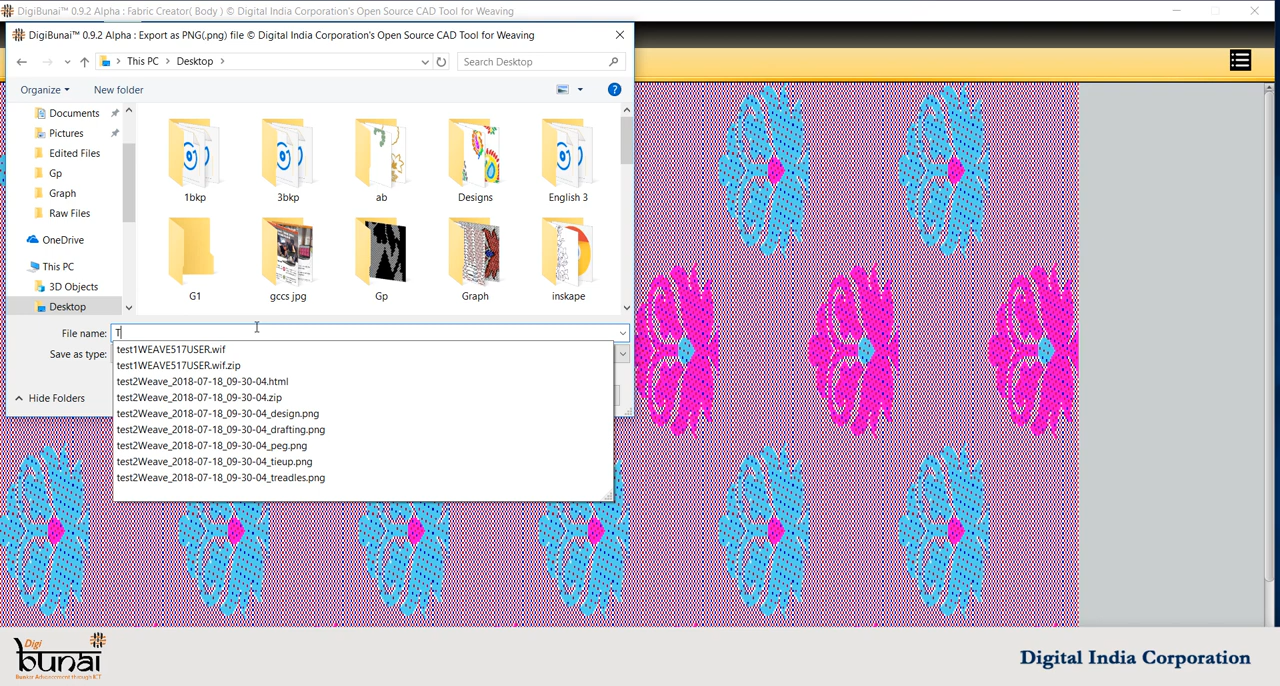 DigiBunai™ 0.9.2 Alpha : Fabric Creator( Body ) © Digital India Corporation's Open Source CAD Tool for Weaving
DigiBunai™ 0.9.2 Alpha : Export as PNG(.png) file © Digital India Corporation's Open Source CAD Tool for Weaving
This PC > Desktop >
Search Desktop
Organize
New folder
Documents
Pictures
Edited Files
Gp
Graph
Raw Files
OneDrive
This PC
3D Objects
Desktop
1bkp
3bkp
ab
Designs
English 3
G1
gccs jpg
Gp
Graph
inskape
File name: T
Save as type:
test1WEAVE517USER.wif
test1WEAVE517USER.wif.zip
test2Weave_2018-07-18_09-30-04.html
test2Weave_2018-07-18_09-30-04.zip
test2Weave_2018-07-18_09-30-04_design.png
test2Weave_2018-07-18_09-30-04_drafting.png
test2Weave_2018-07-18_09-30-04_peg.png
test2Weave_2018-07-18_09-30-04_tieup.png
test2Weave_2018-07-18_09-30-04_treadles.png
Hide Folders
Digi
bunai
Booster Advancement through ICT
Digital India Corporation